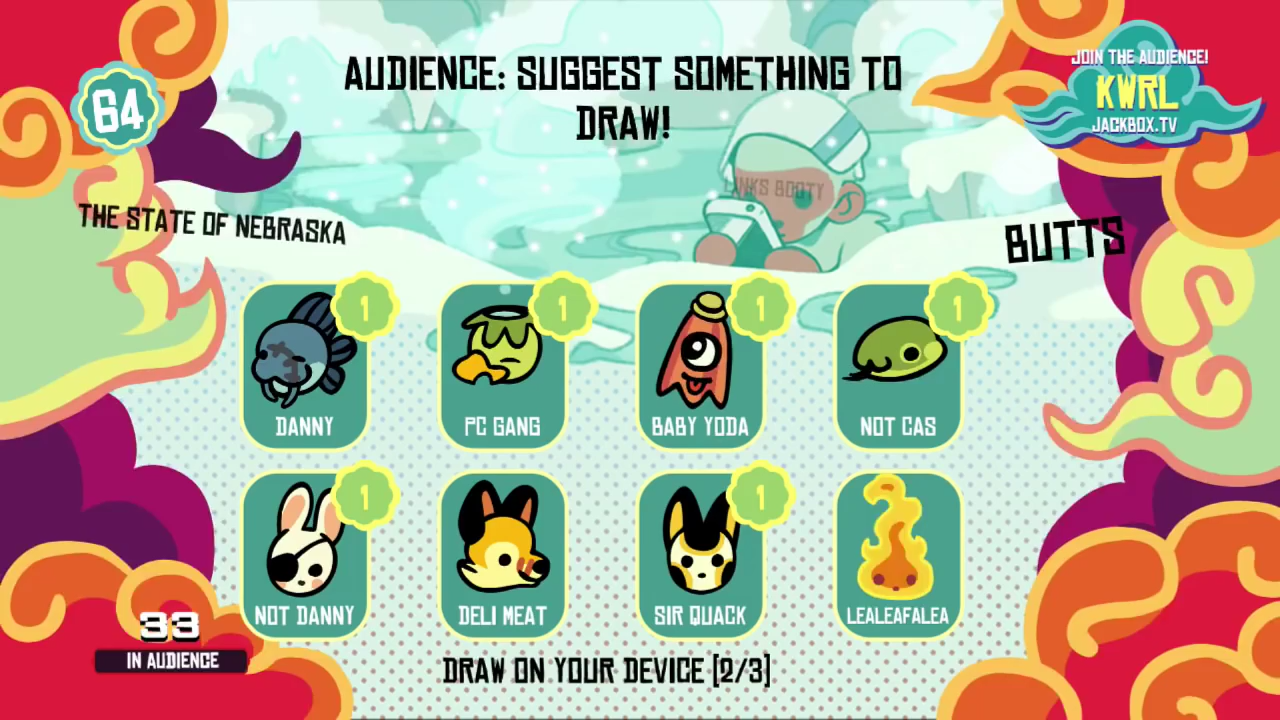 AUDIENCE: SUGGEST SOMETHING TO
DRAW!
64
JOIN THE AUDIENCE!
KWRL
JACKBOX.TV
BOOTY
THE STATE OF NEBRASKA
BUTTS
1
1
1
1
DANNY
PC GANG
BABY YODA
NOT CAS
1
1
NOT DANNY
DELI MEAT
SIR QUACK
LEALEAFALEA
33
IN AUDIENCE
DRAW ON YOUR DEVICE [2/3]